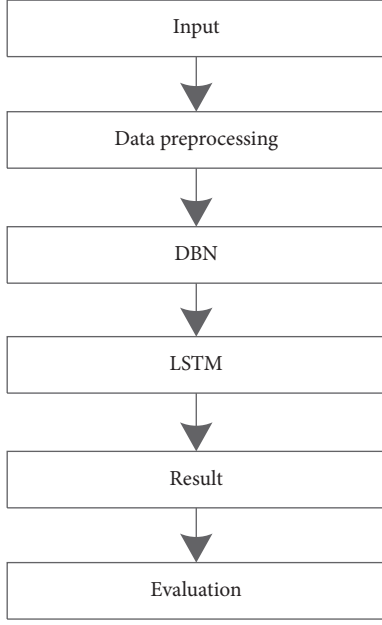 Input
Data preprocessing
DBN
LSTM
Result
Evaluation